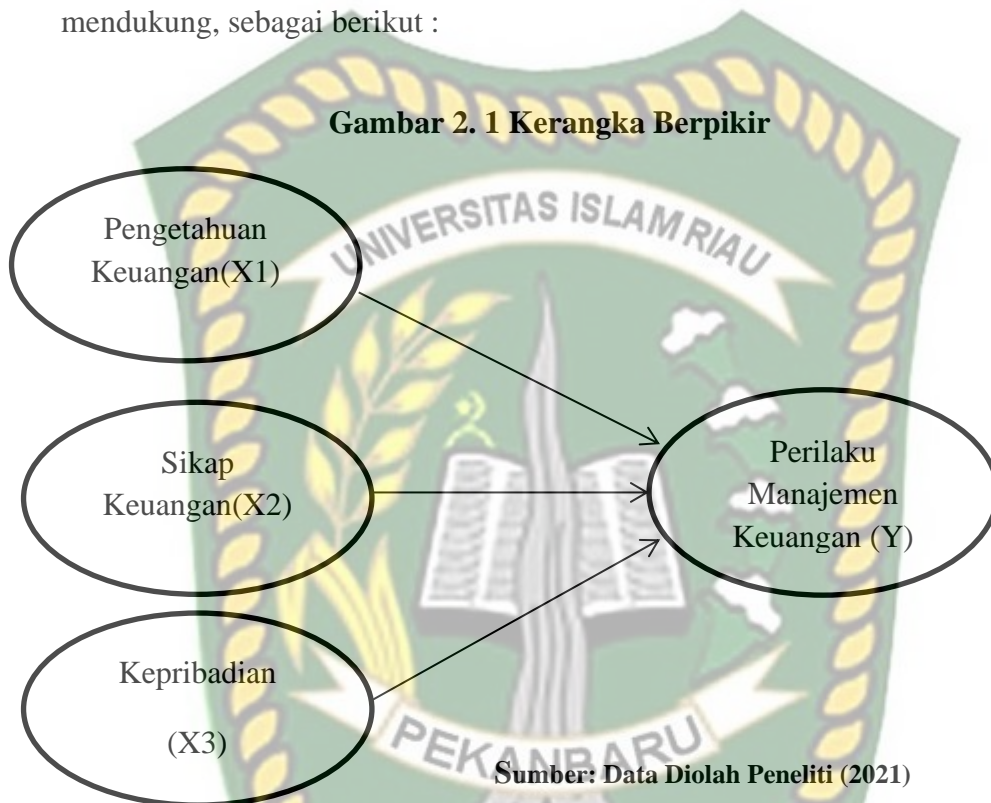 mendukung, sebagai berikut :
Gambar 2. 1 Kerangka Berpikir
UNIVERSITAS ISLAM RIAU
Pengetahuan
Keuangan(X1)
Sikap
Keuangan(X2)
Perilaku
Manajemen
Keuangan (Y)
Kepribadian
(X3)
PEKANBARU
Sumber: Data Diolah Peneliti (2021)